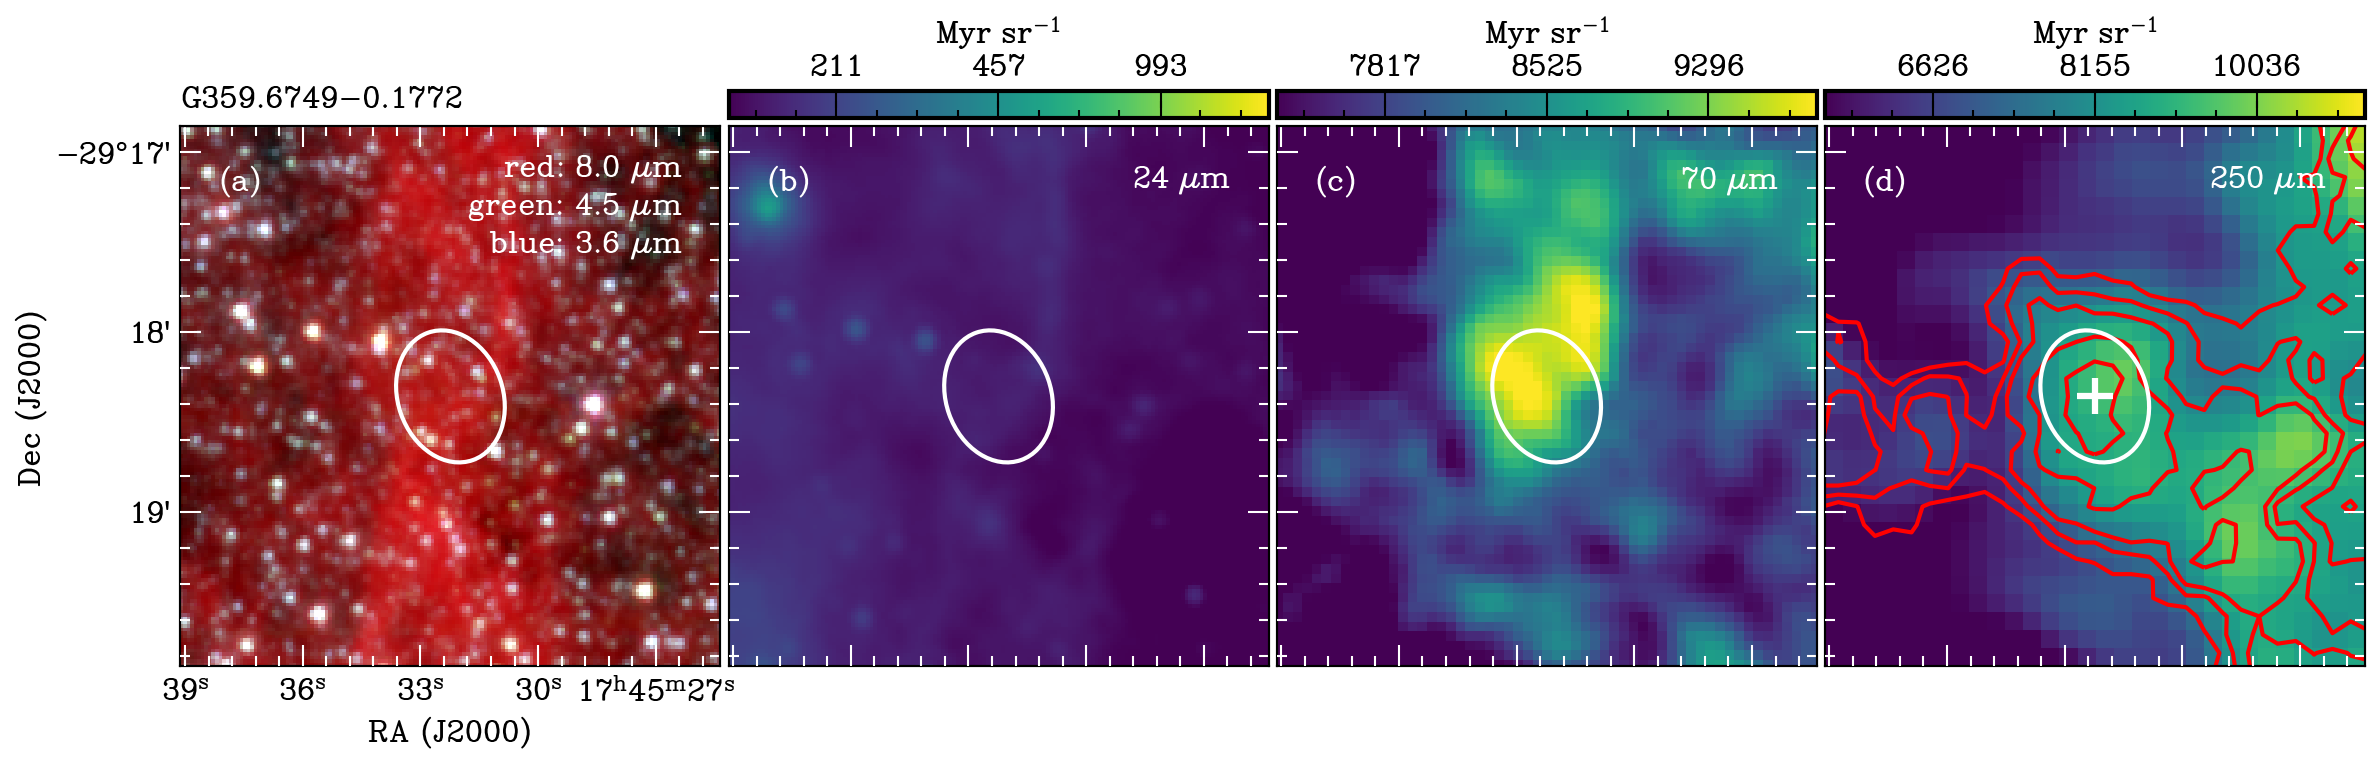 G359.6749−0.1772
Myr sr⁻¹
211 457 993
Myr sr⁻¹
7817 8525 9296
Myr sr⁻¹
6626 8155 10036
(a)
red: 8.0 μm
green: 4.5 μm
blue: 3.6 μm
(b)
24 μm
(c)
70 μm
(d)
250 μm
−29°17'
18'
19'
Dec (J2000)
39ˢ 36ˢ 33ˢ 30ˢ 17ʰ45ᵐ27ˢ
RA (J2000)